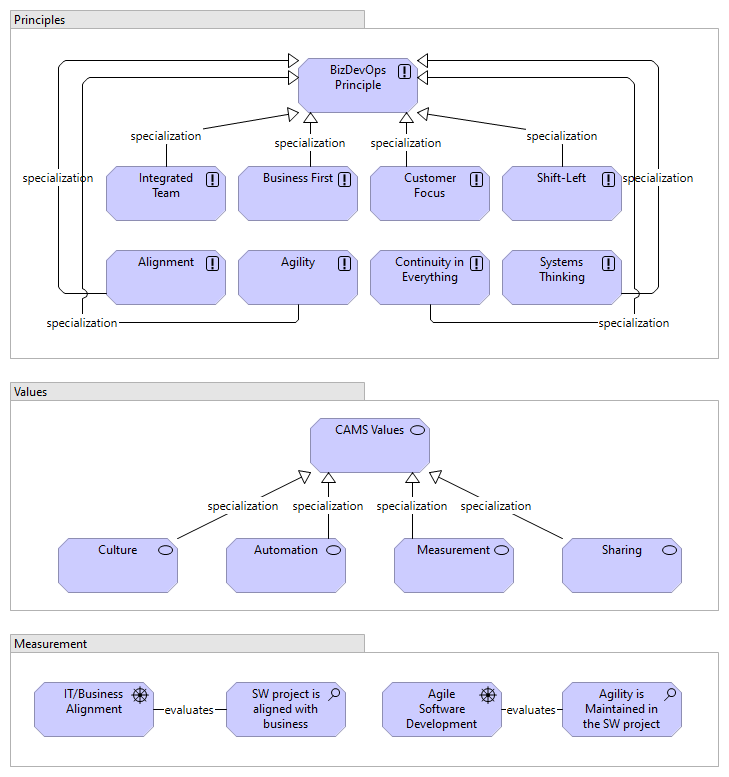 Principles
BizDevOps
Principle
specialization
specialization
specialization
specialization
specialization
specialization
Integrated
Team
Business First
Customer
Focus
Shift-Left
Alignment
Agility
Continuity in
Everything
Systems
Thinking
specialization
specialization
Values
CAMS Values
specialization
specialization
specialization
specialization
Culture
Automation
Measurement
Sharing
Measurement
IT/Business
Alignment
evaluates
SW project is
aligned with
business
Agile
Software
Development
evaluates
Agility is
Maintained in
the SW project